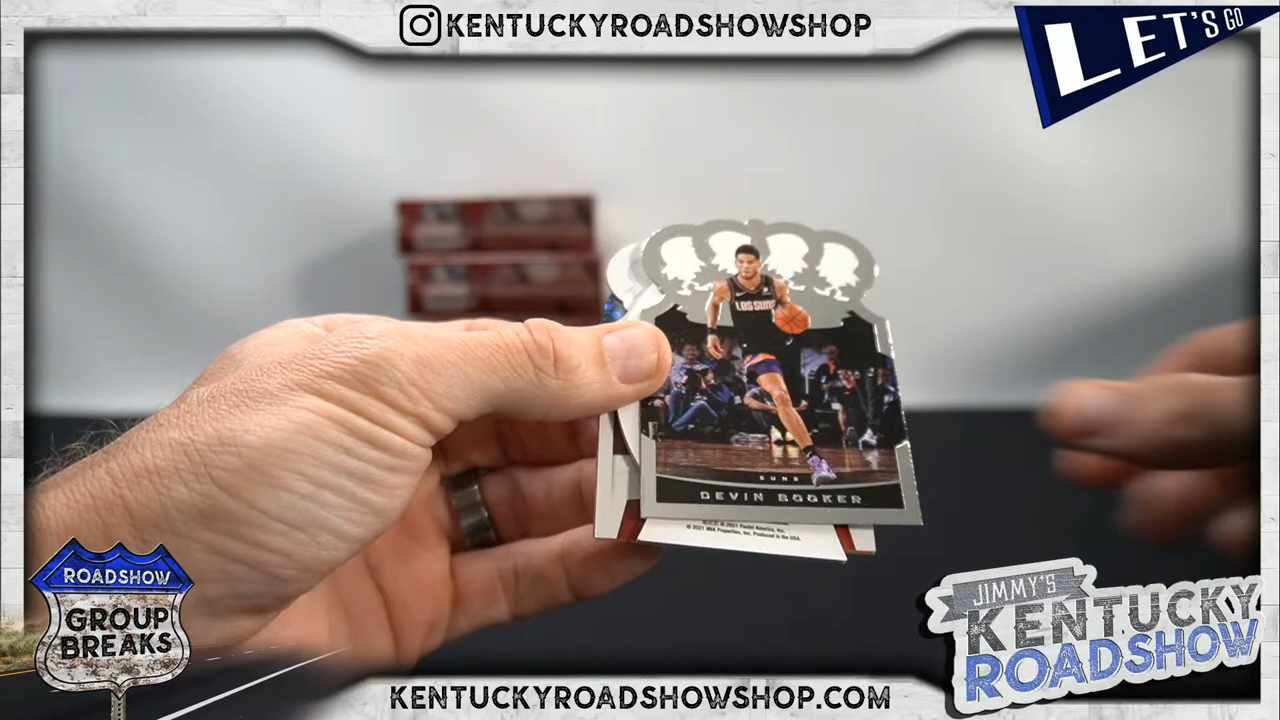 KENTUCKYROADSHOWSHOP
LET'S GO
LOS SUNS
SUNS
DEVIN BOOKER
© 2021 Panini America, Inc.
© 2021 NBA Properties, Inc. Produced in the USA.
ROADSHOW
GROUP
BREAKS
JIMMY'S
KENTUCKY
ROADSHOW
KENTUCKYROADSHOWSHOP.COM